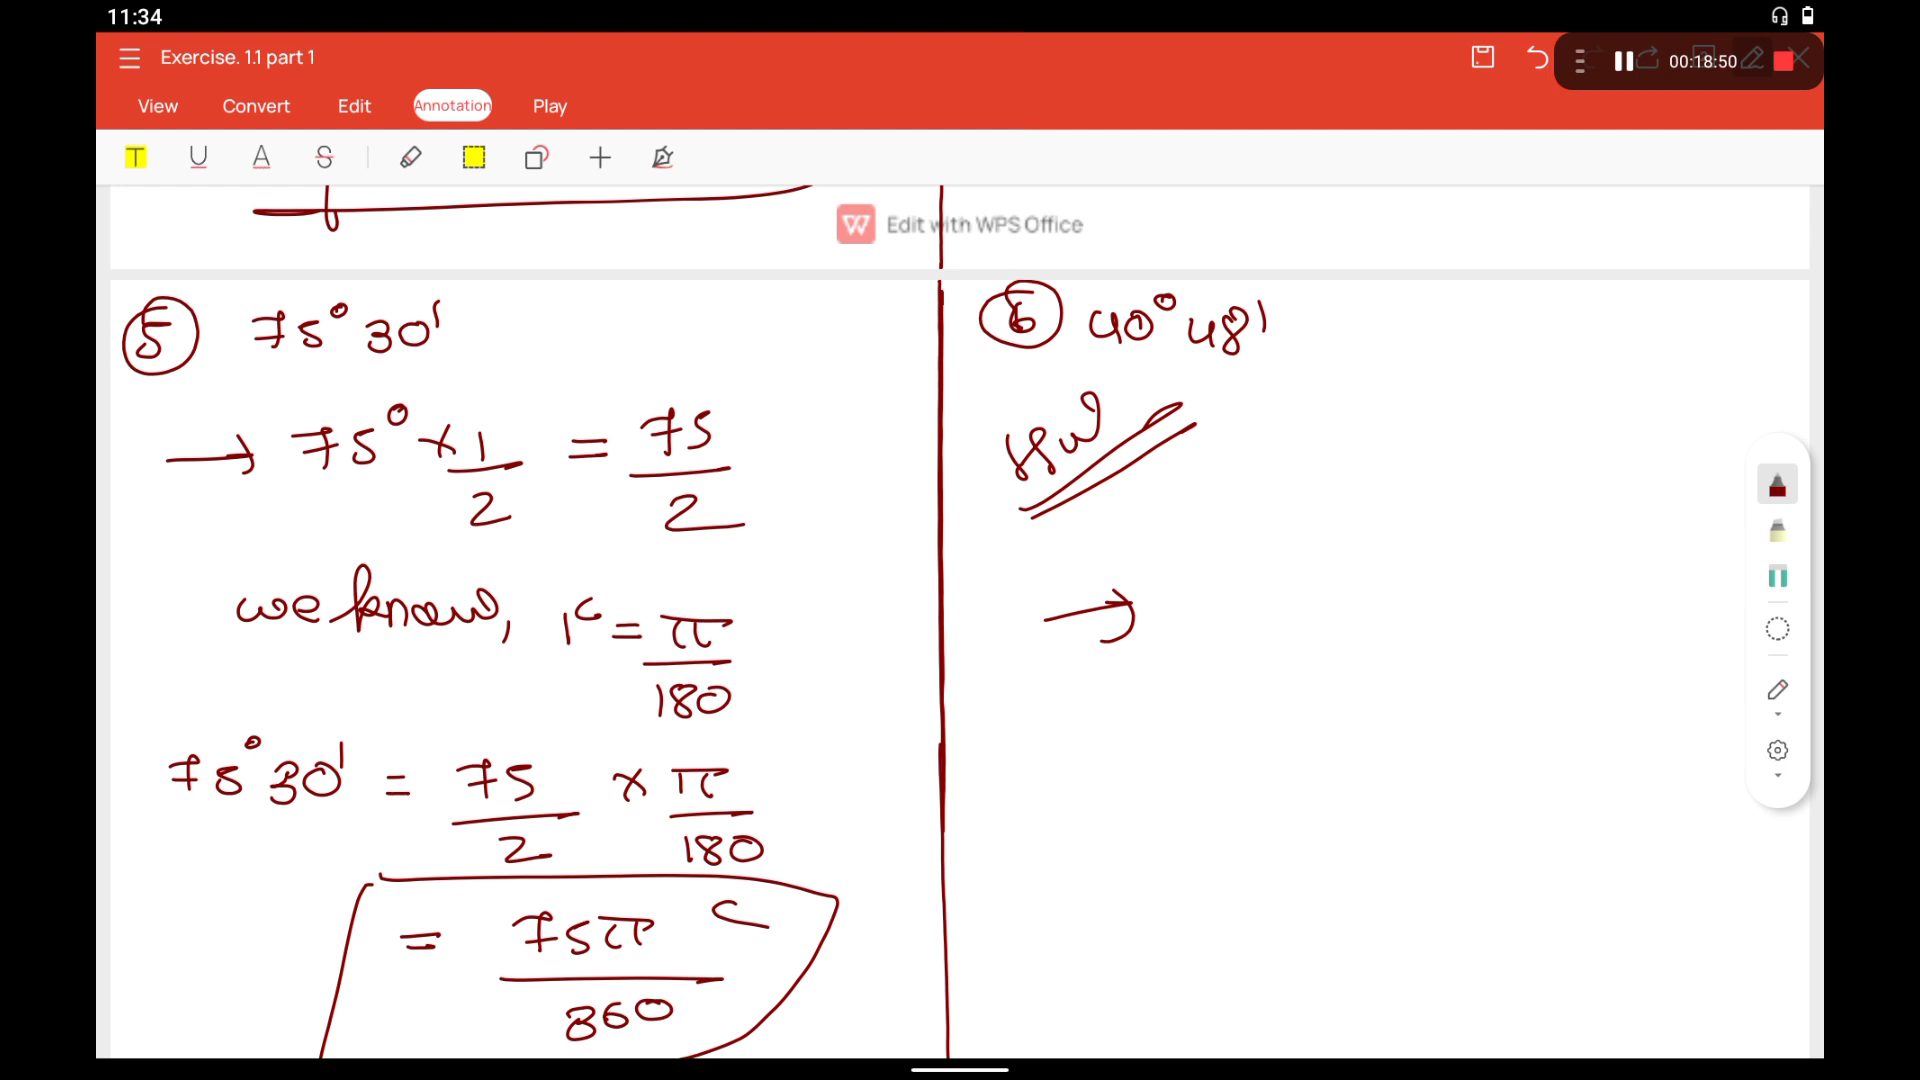 11:34
Exercise. 1.1 part 1
00:18:50
View Convert Edit Annotation Play
T U A S
W Edit with WPS Office
5 75° 30'
→ 75° × 1/2 = 75/2
we know, 1ᶜ = π/180
75° 30' = 75/2 × π/180
= 75π/360 ᶜ
6 40° 48'
HW
→